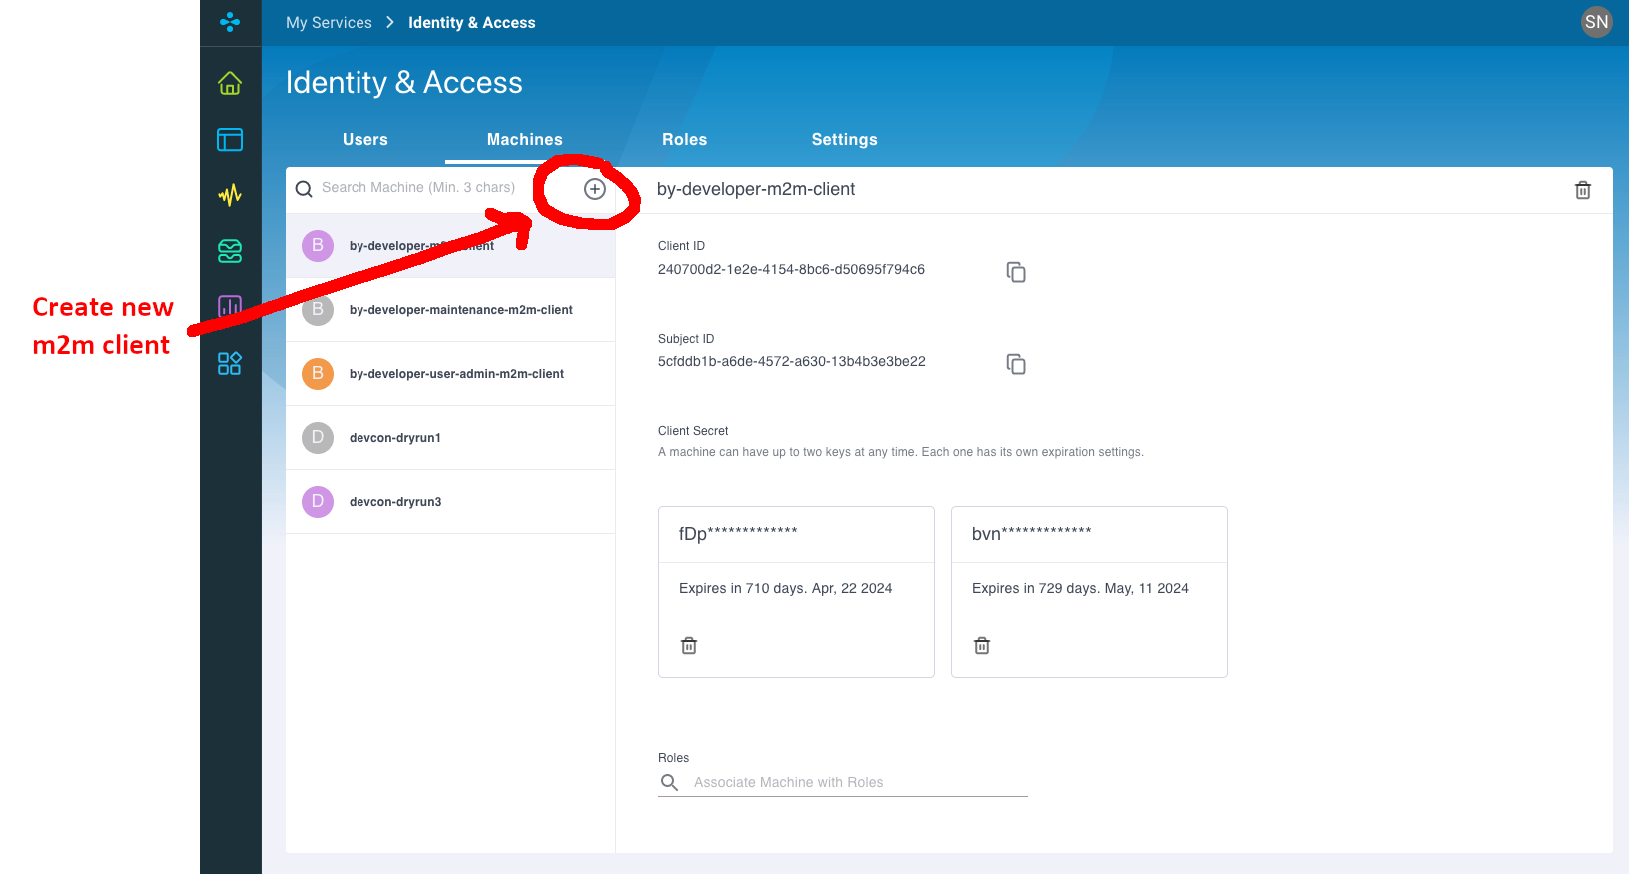 My Services > Identity & Access
SN
Identity & Access
Users Machines Roles Settings
Search Machine (Min. 3 chars)
by-developer-m2m-client
B by-developer-m client
B by-developer-maintenance-m2m-client
B by-developer-user-admin-m2m-client
D devcon-dryrun1
D devcon-dryrun3
Create new
m2m client
Client ID
240700d2-1e2e-4154-8bc6-d50695f794c6
Subject ID
5cfddb1b-a6de-4572-a630-13b4b3e3be22
Client Secret
A machine can have up to two keys at any time. Each one has its own expiration settings.
fDp*************
Expires in 710 days. Apr, 22 2024
bvn*************
Expires in 729 days. May, 11 2024
Roles
Associate Machine with Roles